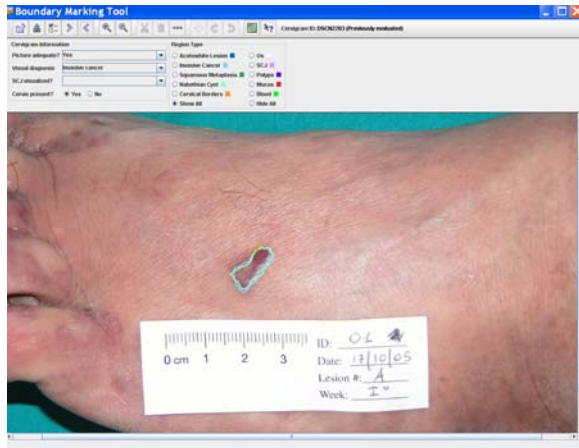 Boundary Marking Tool
Cervigram ID: DSCN2203 (Previously evaluated)
Cervigram Information
Region Type
Picture adequate? Yes
Visual diagnosis Invasive cancer
SCJ visualized?
Cervix present? Yes No
Acetowhite Lesion
Os
Invasive Cancer
SCJ
Squamous Metaplasia
Polyps
Nabothian Cyst
Mucus
Cervical Borders
Blood
Show All
Hide All
0 cm 1 2 3
ID: 01
Date: 17/10/05
Lesion #: A
Week: I°